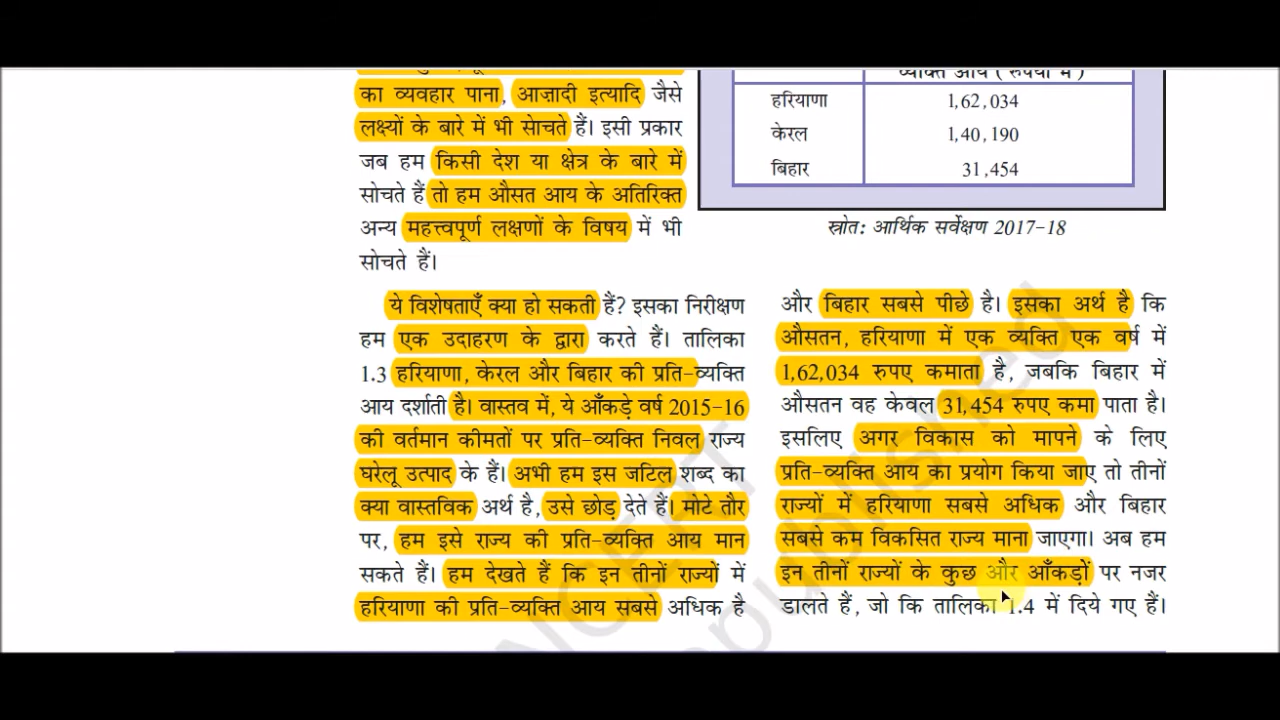 व्यक्ति आय (रुपयों में)
का व्यवहार पाना, आज़ादी इत्यादि जैसे
लक्ष्यों के बारे में भी सोचते हैं। इसी प्रकार
जब हम किसी देश या क्षेत्र के बारे में
सोचते हैं तो हम औसत आय के अतिरिक्त
अन्य महत्त्वपूर्ण लक्षणों के विषय में भी
सोचते हैं।
हरियाणा 1,62,034
केरल 1,40,190
बिहार 31,454
स्रोत: आर्थिक सर्वेक्षण 2017-18
ये विशेषताएँ क्या हो सकती हैं? इसका निरीक्षण
हम एक उदाहरण के द्वारा करते हैं। तालिका
1.3 हरियाणा, केरल और बिहार की प्रति-व्यक्ति
आय दर्शाती है। वास्तव में, ये आँकड़े वर्ष 2015-16
की वर्तमान कीमतों पर प्रति-व्यक्ति निवल राज्य
घरेलू उत्पाद के हैं। अभी हम इस जटिल शब्द का
क्या वास्तविक अर्थ है, उसे छोड़ देते हैं। मोटे तौर
पर, हम इसे राज्य की प्रति-व्यक्ति आय मान
सकते हैं। हम देखते हैं कि इन तीनों राज्यों में
हरियाणा की प्रति-व्यक्ति आय सबसे अधिक है
और बिहार सबसे पीछे है। इसका अर्थ है कि
औसतन, हरियाणा में एक व्यक्ति एक वर्ष में
1,62,034 रुपए कमाता है, जबकि बिहार में
औसतन वह केवल 31,454 रुपए कमा पाता है।
इसलिए अगर विकास को मापने के लिए
प्रति-व्यक्ति आय का प्रयोग किया जाए तो तीनों
राज्यों में हरियाणा सबसे अधिक और बिहार
सबसे कम विकसित राज्य माना जाएगा। अब हम
इन तीनों राज्यों के कुछ और आँकड़ों पर नजर
डालते हैं, जो कि तालिका 1.4 में दिये गए हैं।